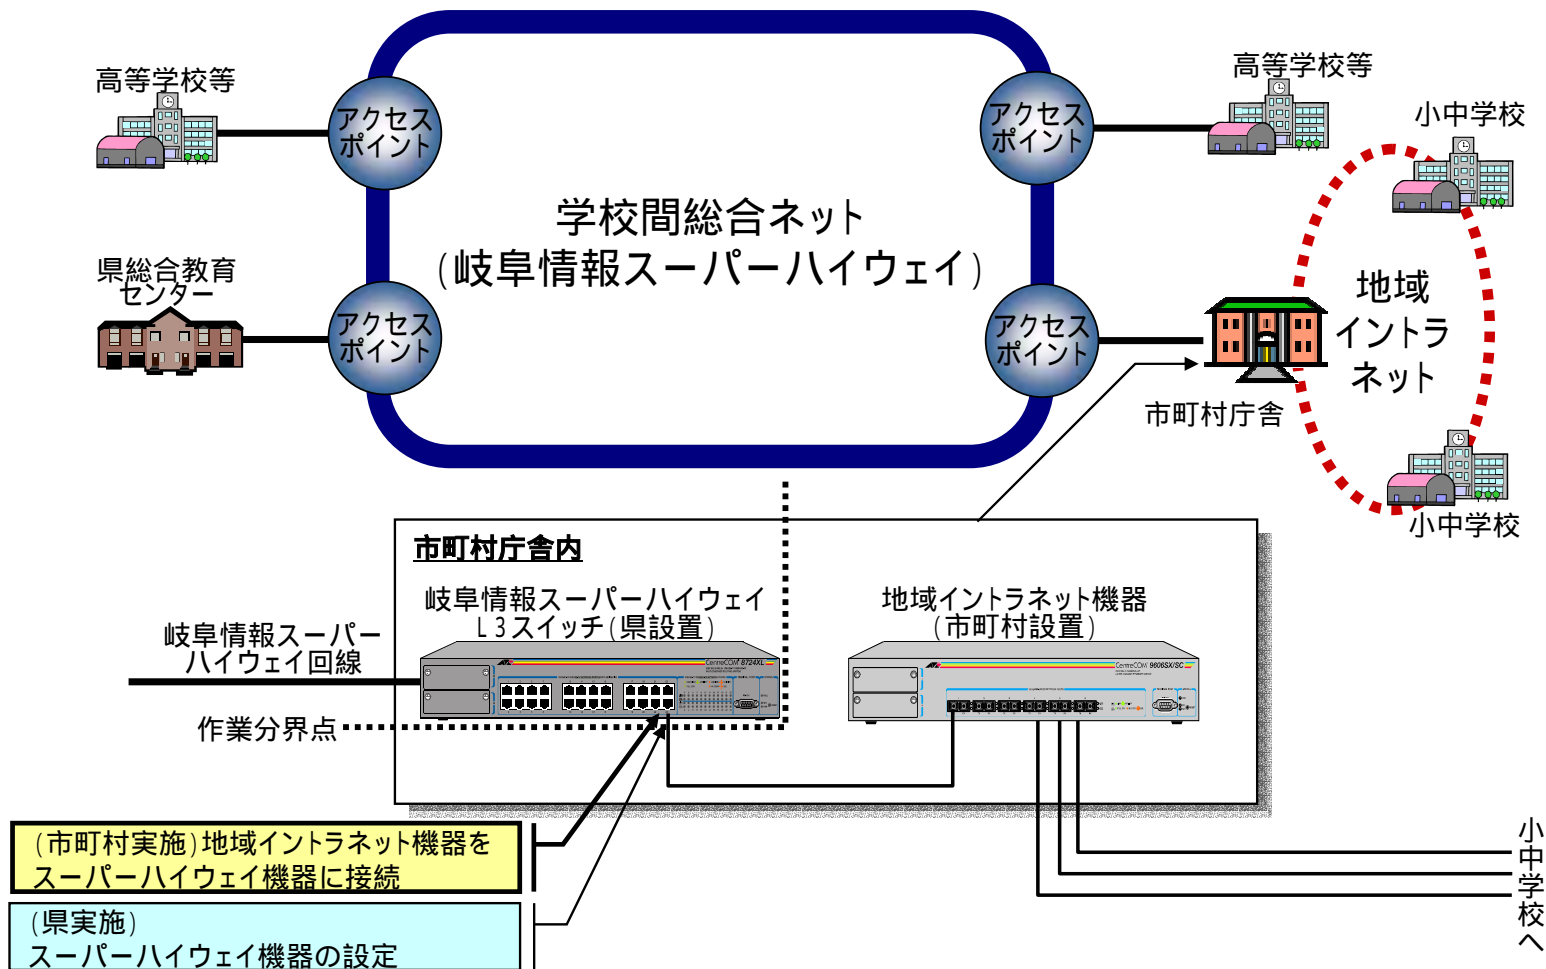 高等学校等
アクセス
ポイント
アクセス
ポイント
高等学校等
小中学校
学校間総合ネット
(岐阜情報スーパーハイウェイ)
県総合教育
センター
アクセス
ポイント
アクセス
ポイント
地域
イントラ
ネット
市町村庁舎
小中学校
市町村庁舎内
岐阜情報スーパーハイウェイ
L3スイッチ(県設置)
地域イントラネット機器
(市町村設置)
岐阜情報スーパー
ハイウェイ回線
CentreCOM 8724XL
CentreCOM 9606SX/SC
作業分界点
(市町村実施)地域イントラネット機器を
スーパーハイウェイ機器に接続
(県実施)
スーパーハイウェイ機器の設定
小中学校へ